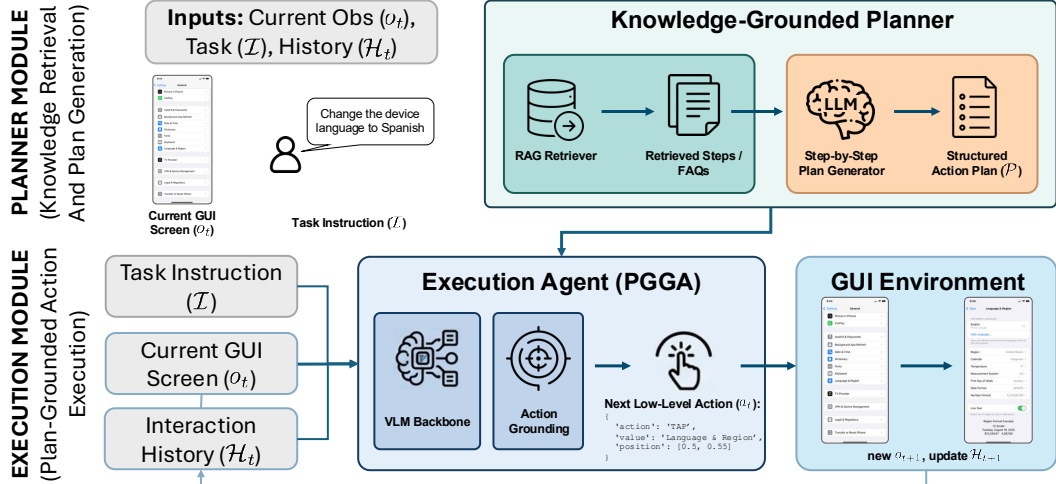 PLANNER MODULE
(Knowledge Retrieval
And Plan Generation)
Inputs: Current Obs (o_t),
Task (I), History (H_t)
Change the device
language to Spanish
Current GUI
Screen (o_t)
Task Instruction (I)
Knowledge-Grounded Planner
RAG Retriever
Retrieved Steps /
FAQs
LLM
Step-by-Step
Plan Generator
Structured
Action Plan (P)
EXECUTION MODULE
(Plan-Grounded Action
Execution)
Task Instruction
(I)
Current GUI
Screen (o_t)
Interaction
History (H_t)
Execution Agent (PGGA)
VLM Backbone
Action
Grounding
Next Low-Level Action (a_t):
{
'action': 'TAP',
'value': 'Language & Region',
'position': [0.5, 0.55]
}
GUI Environment
Language & Region
new o_{t+1}, update H_{t+1}